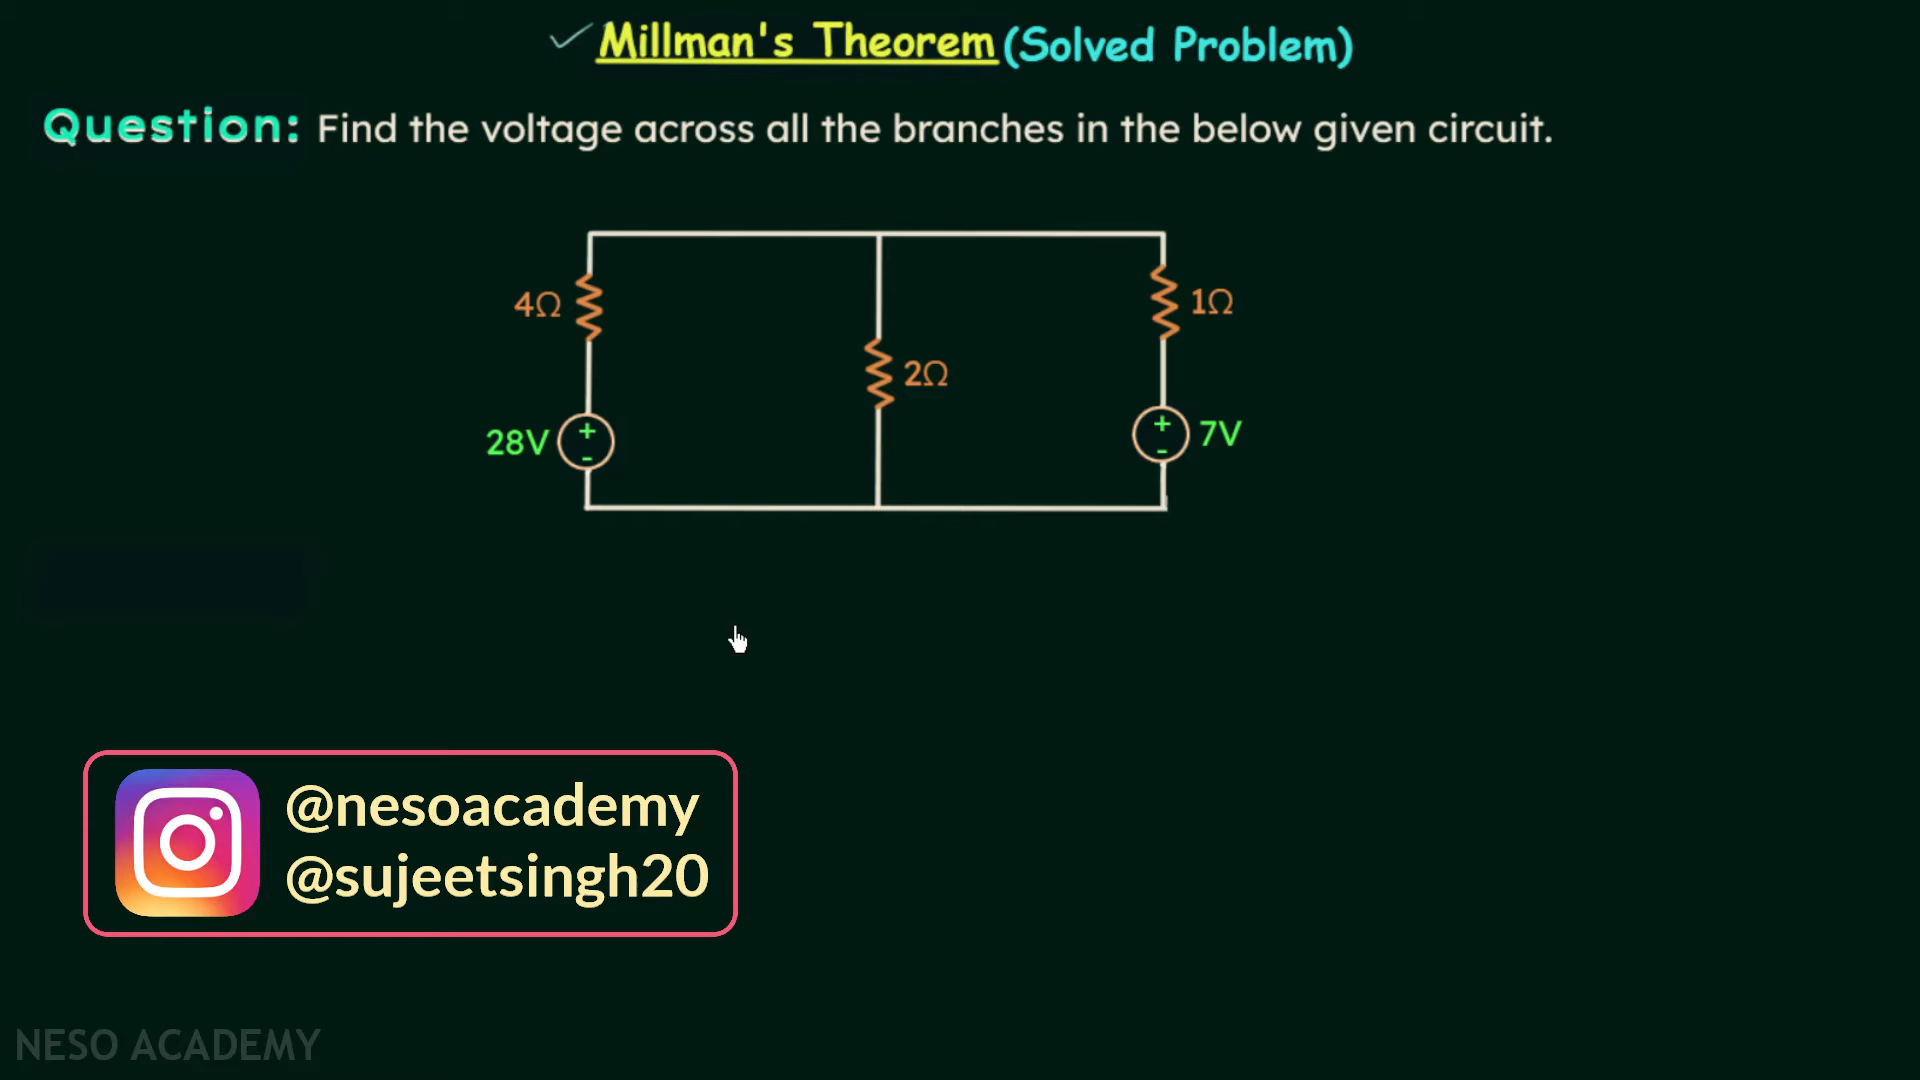 Millman's Theorem (Solved Problem)
Question: Find the voltage across all the branches in the below given circuit.
4Ω
1Ω
2Ω
28V
+
-
+
-
7V
@nesoacademy
@sujeetsingh20
NESO ACADEMY